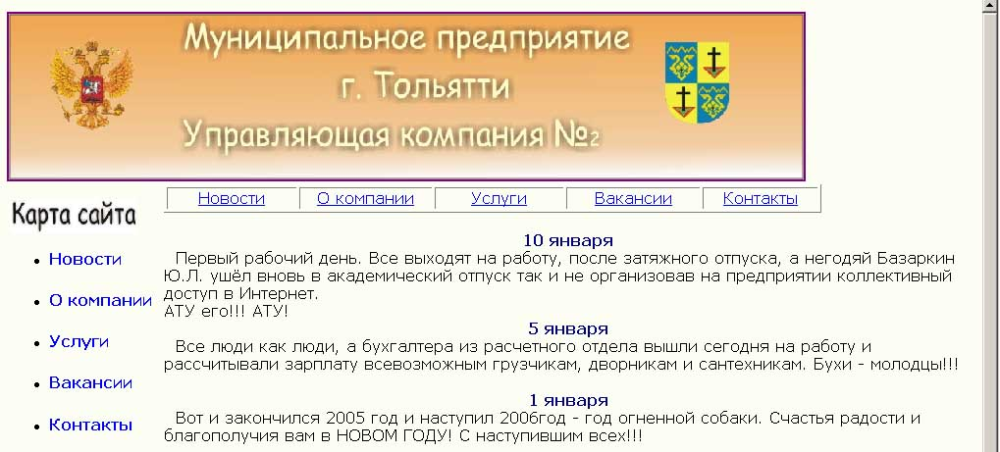 Муниципальное предприятие
г. Тольятти
Управляющая компания №2
Карта сайта
Новости
О компании
Услуги
Вакансии
Контакты
Новости О компании Услуги Вакансии Контакты
10 января
Первый рабочий день. Все выходят на работу, после затяжного отпуска, а негодяй Базаркин
Ю.Л. ушёл вновь в академический отпуск так и не организовав на предприятии коллективный
доступ в Интернет.
АТУ его!!! АТУ!
5 января
Все люди как люди, а бухгалтера из расчетного отдела вышли сегодня на работу и
рассчитывали зарплату всевозможным грузчикам, дворникам и сантехникам. Бухи - молодцы!!!
1 января
Вот и закончился 2005 год и наступил 2006год - год огненной собаки. Счастья радости и
благополучия вам в НОВОМ ГОДУ! С наступившим всех!!!